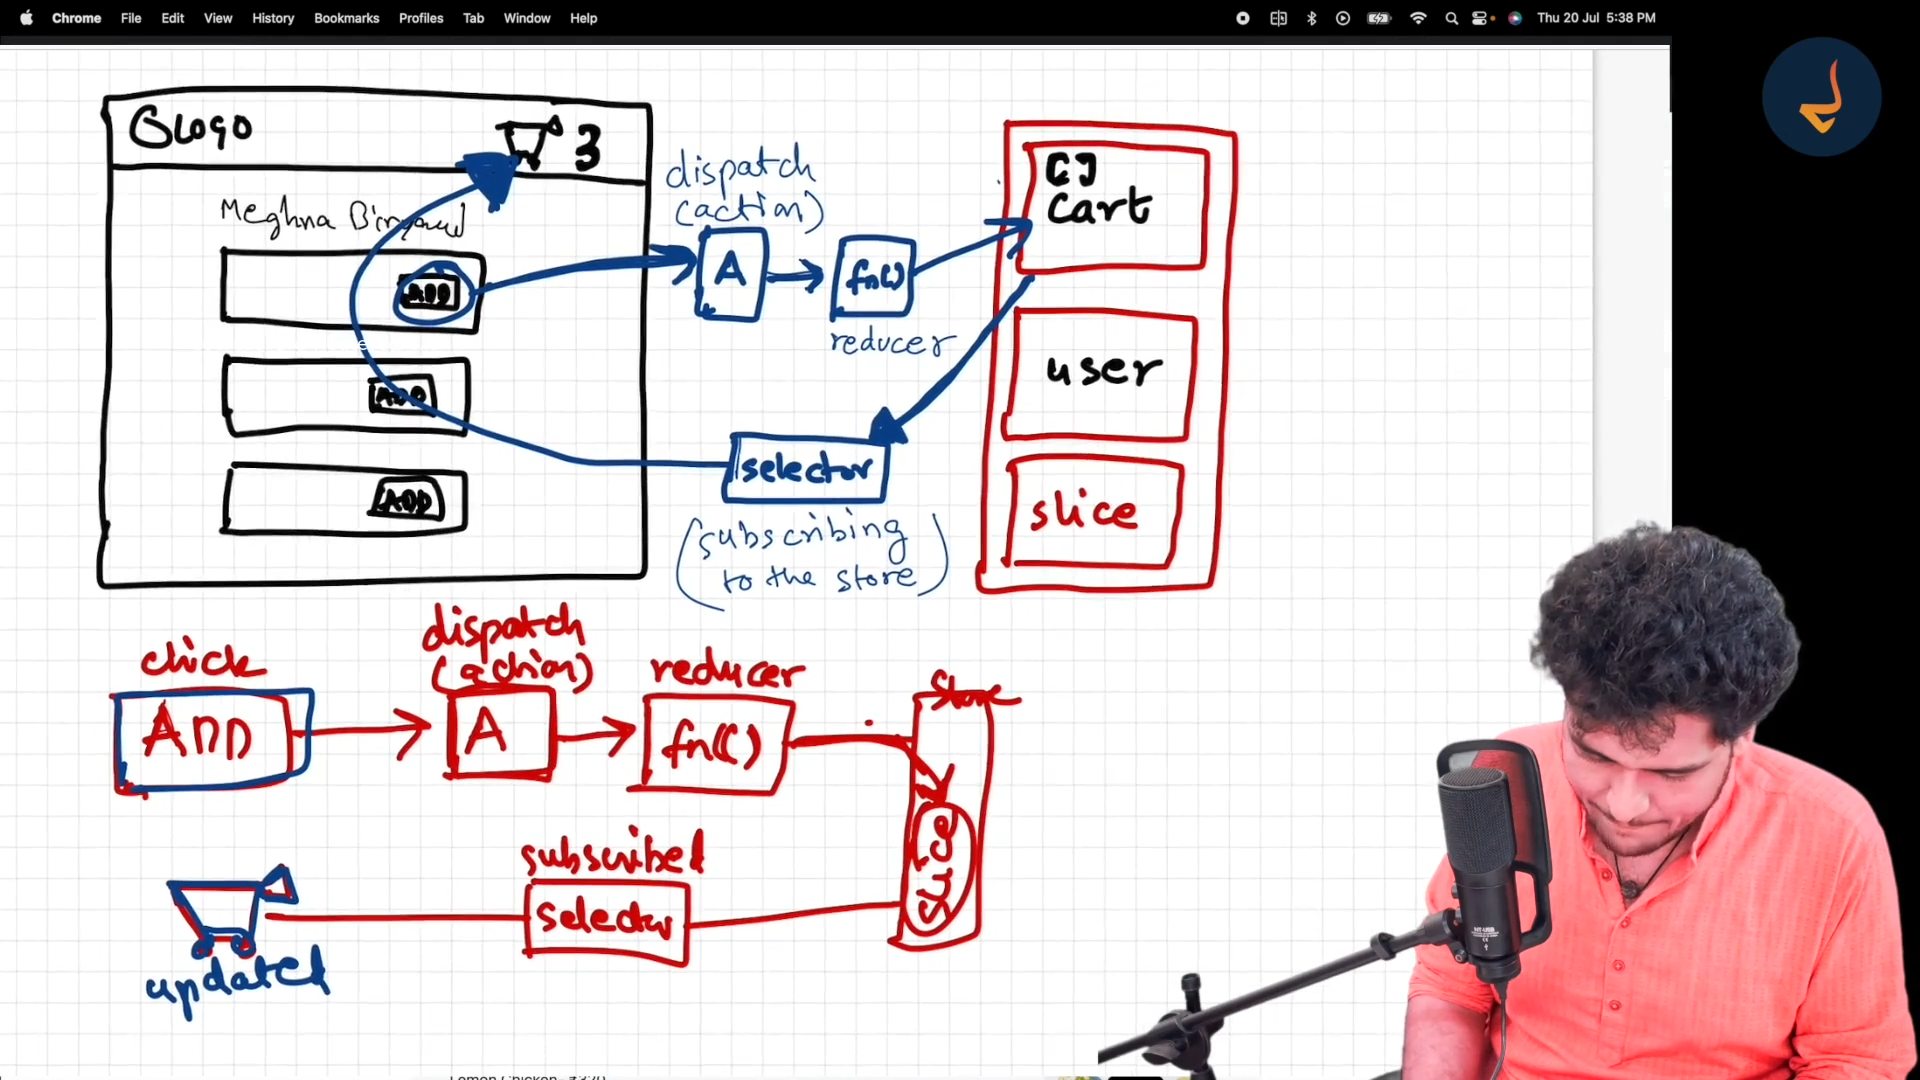 Chrome File Edit View History Bookmarks Profiles Tab Window Help
Thu 20 Jul 5:38 PM
Logo 3
Meghna Biryani
ADD
ADD
ADD
dispatch
(action)
A
fn()
reducer
selector
(subscribing
to the store)
[]
Cart
user
slice
click
ADD
dispatch
(action)
A
reducer
fn()
Store
slice
subscribed
selector
updated